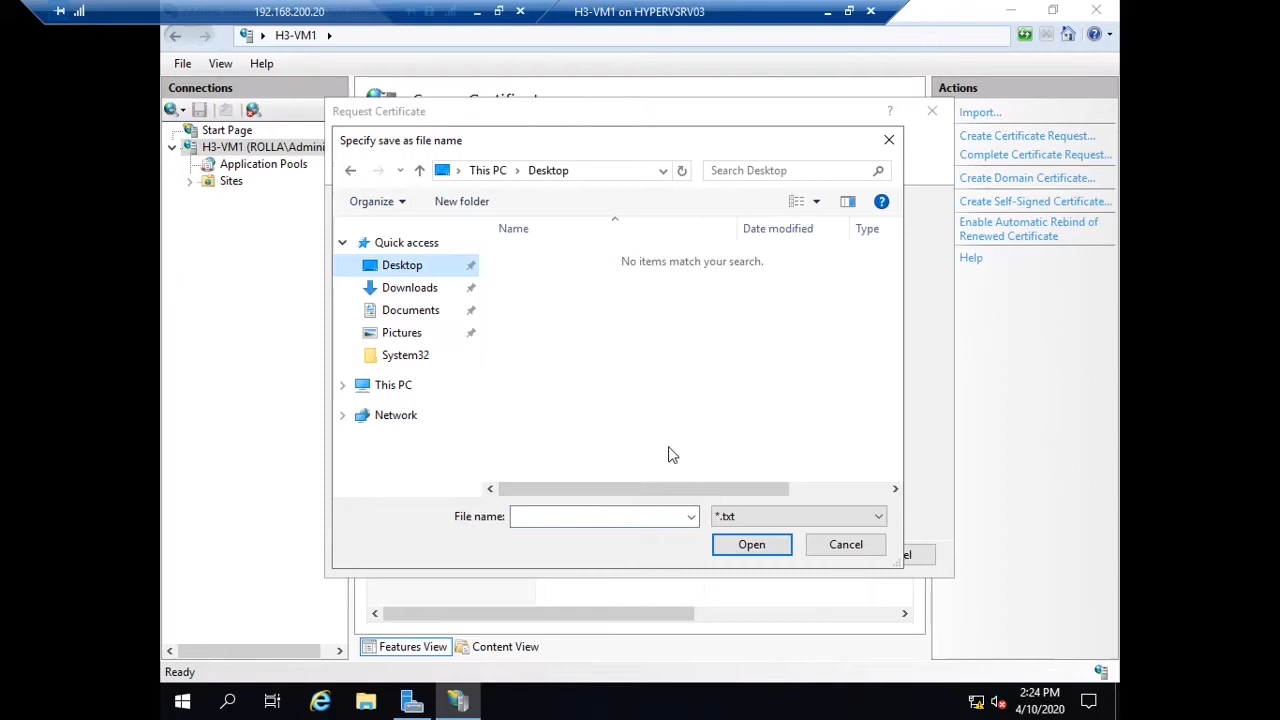 192.168.200.20
H3-VM1 on HYPERVSRV03
H3-VM1
File View Help
Connections
Actions
Request Certificate
Specify save as file name
This PC Desktop
Search Desktop
Organize
New folder
Name
Date modified
Type
No items match your search.
Quick access
Desktop
Downloads
Documents
Pictures
System32
This PC
Network
File name:
*.txt
Open
Cancel
Start Page
H3-VM1 (ROLLA\Admini
Application Pools
Sites
Import...
Create Certificate Request...
Complete Certificate Request...
Create Domain Certificate...
Create Self-Signed Certificate...
Enable Automatic Rebind of
Renewed Certificate
Help
Features View
Content View
Ready
2:24 PM
4/10/2020